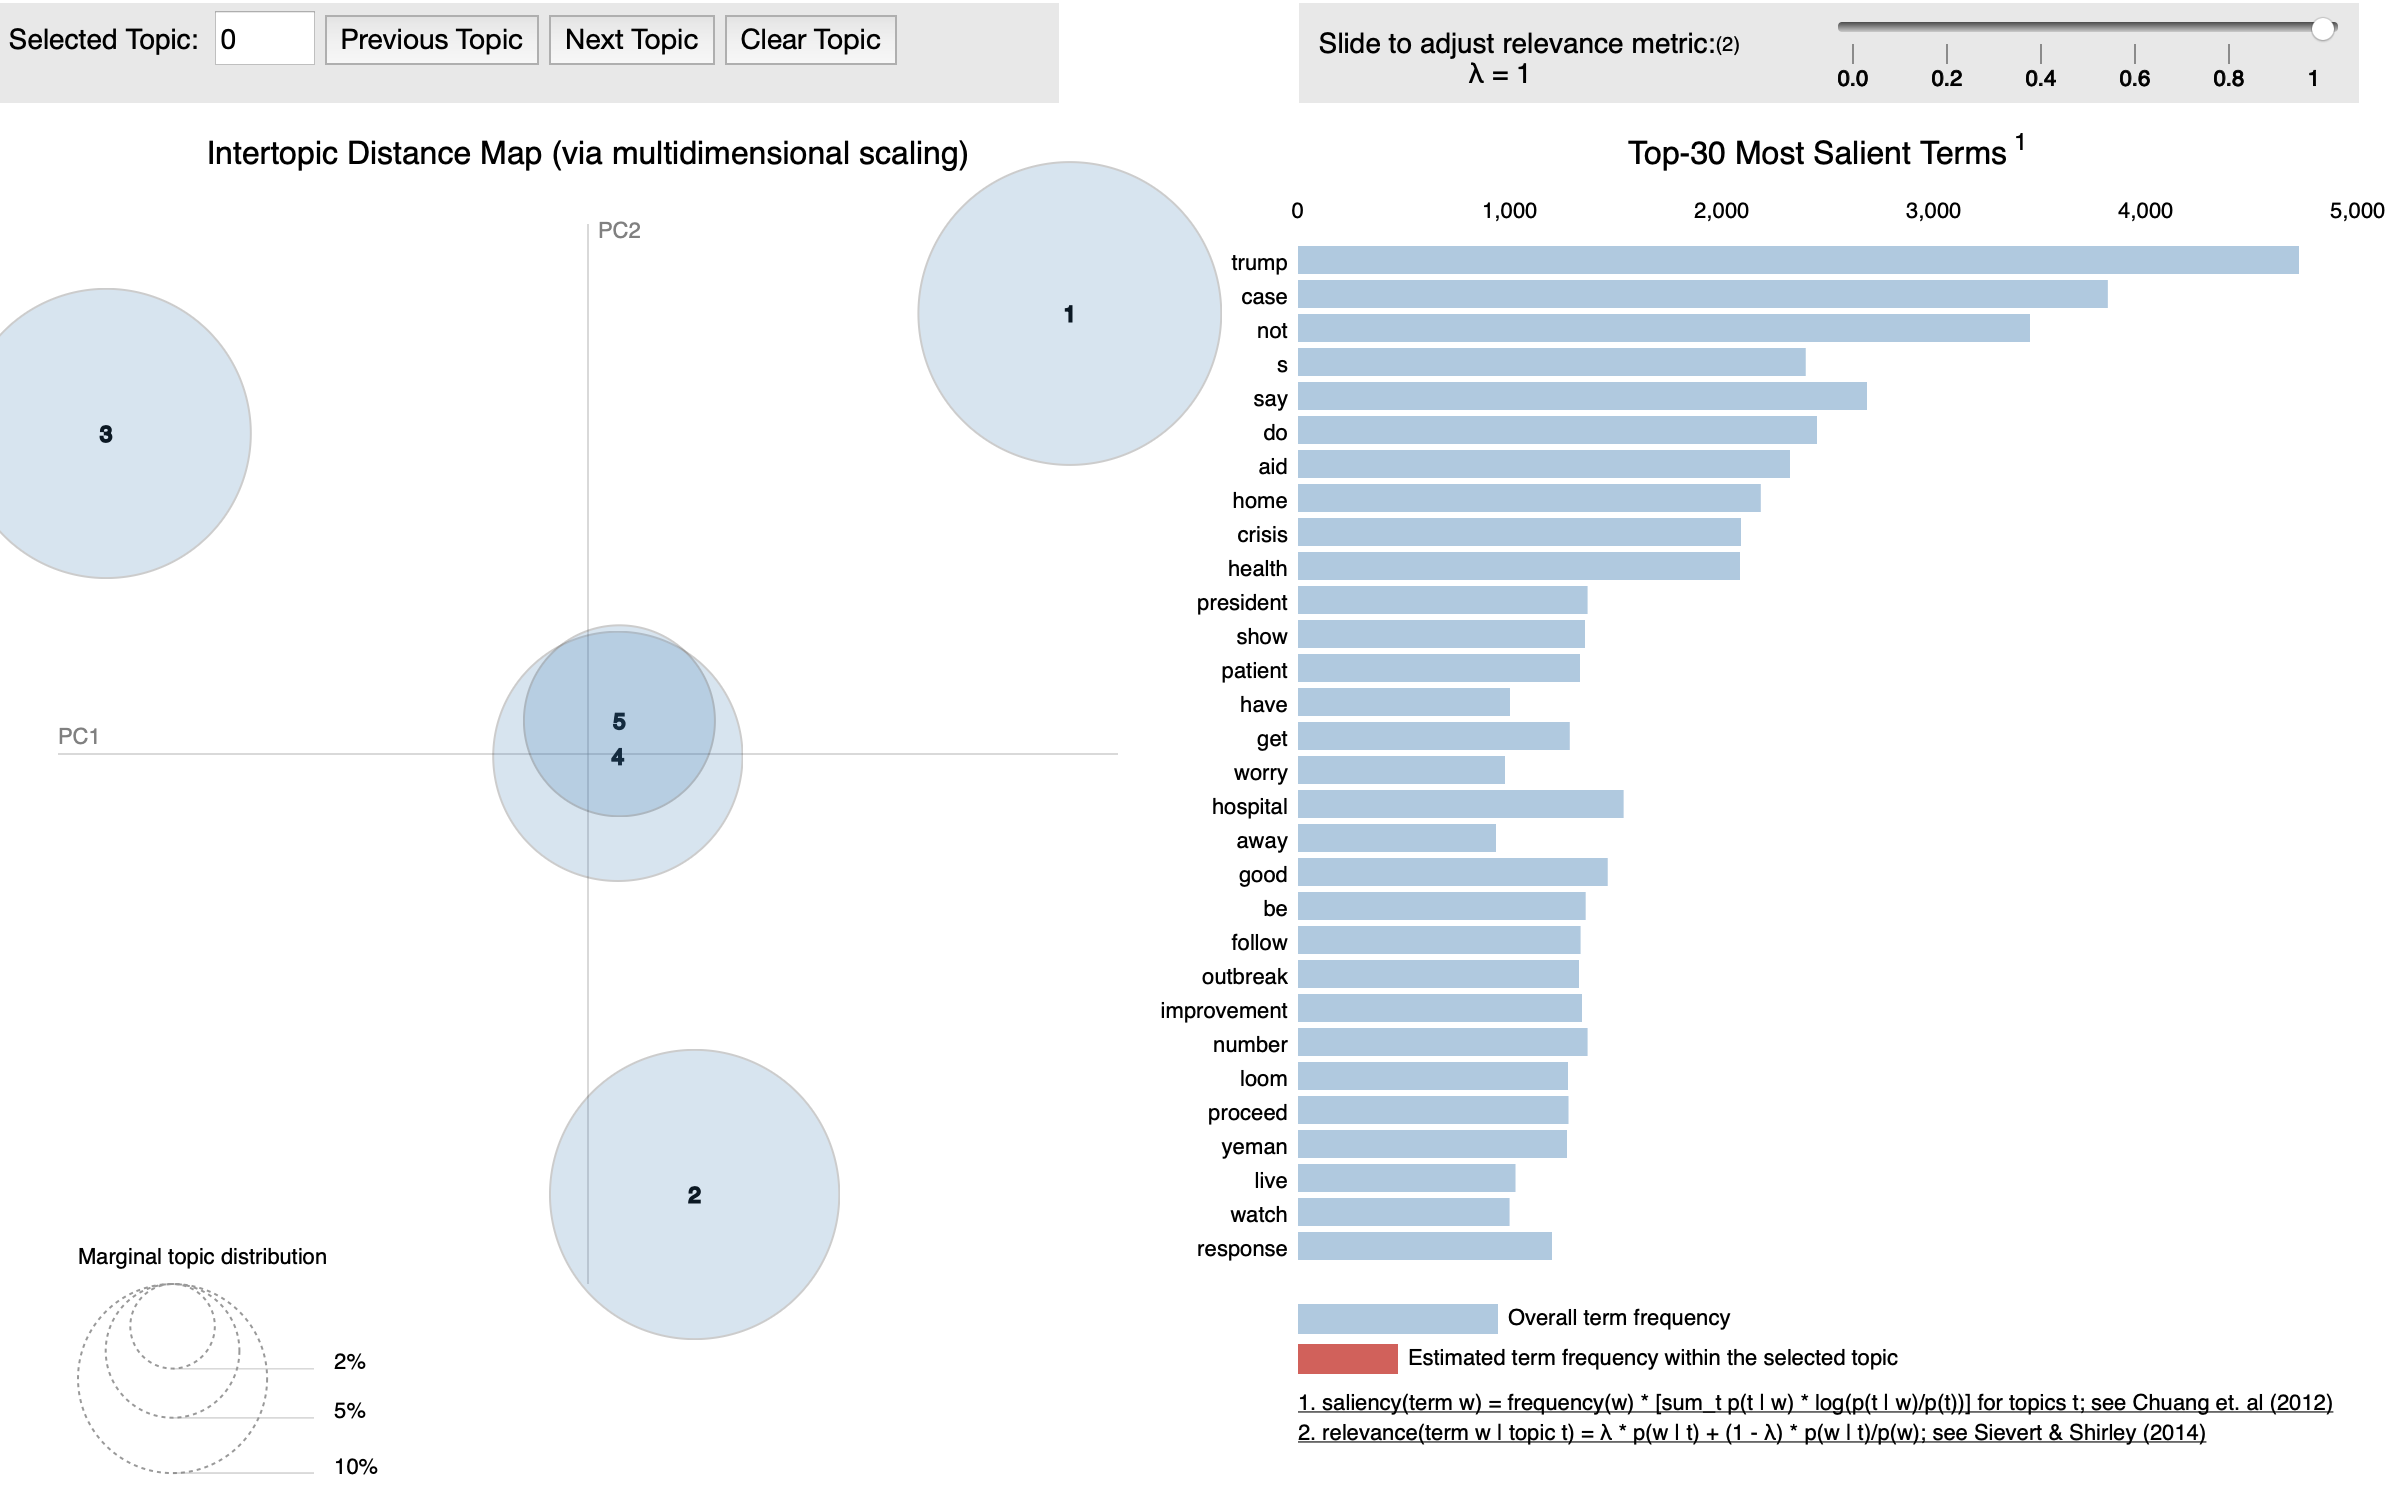 Selected Topic: 0 Previous Topic Next Topic Clear Topic
Slide to adjust relevance metric:(2)
λ = 1
0.0 0.2 0.4 0.6 0.8 1
Intertopic Distance Map (via multidimensional scaling)
PC2
PC1
1
3
5
4
2
Marginal topic distribution
2%
5%
10%
Top-30 Most Salient Terms 1
0 1,000 2,000 3,000 4,000 5,000
trump
case
not
s
say
do
aid
home
crisis
health
president
show
patient
have
get
worry
hospital
away
good
be
follow
outbreak
improvement
number
loom
proceed
yeman
live
watch
response
Overall term frequency
Estimated term frequency within the selected topic
1. saliency(term w) = frequency(w) * [sum_t p(t | w) * log(p(t | w)/p(t))] for topics t; see Chuang et. al (2012)
2. relevance(term w | topic t) = λ * p(w | t) + (1 - λ) * p(w | t)/p(w); see Sievert & Shirley (2014)